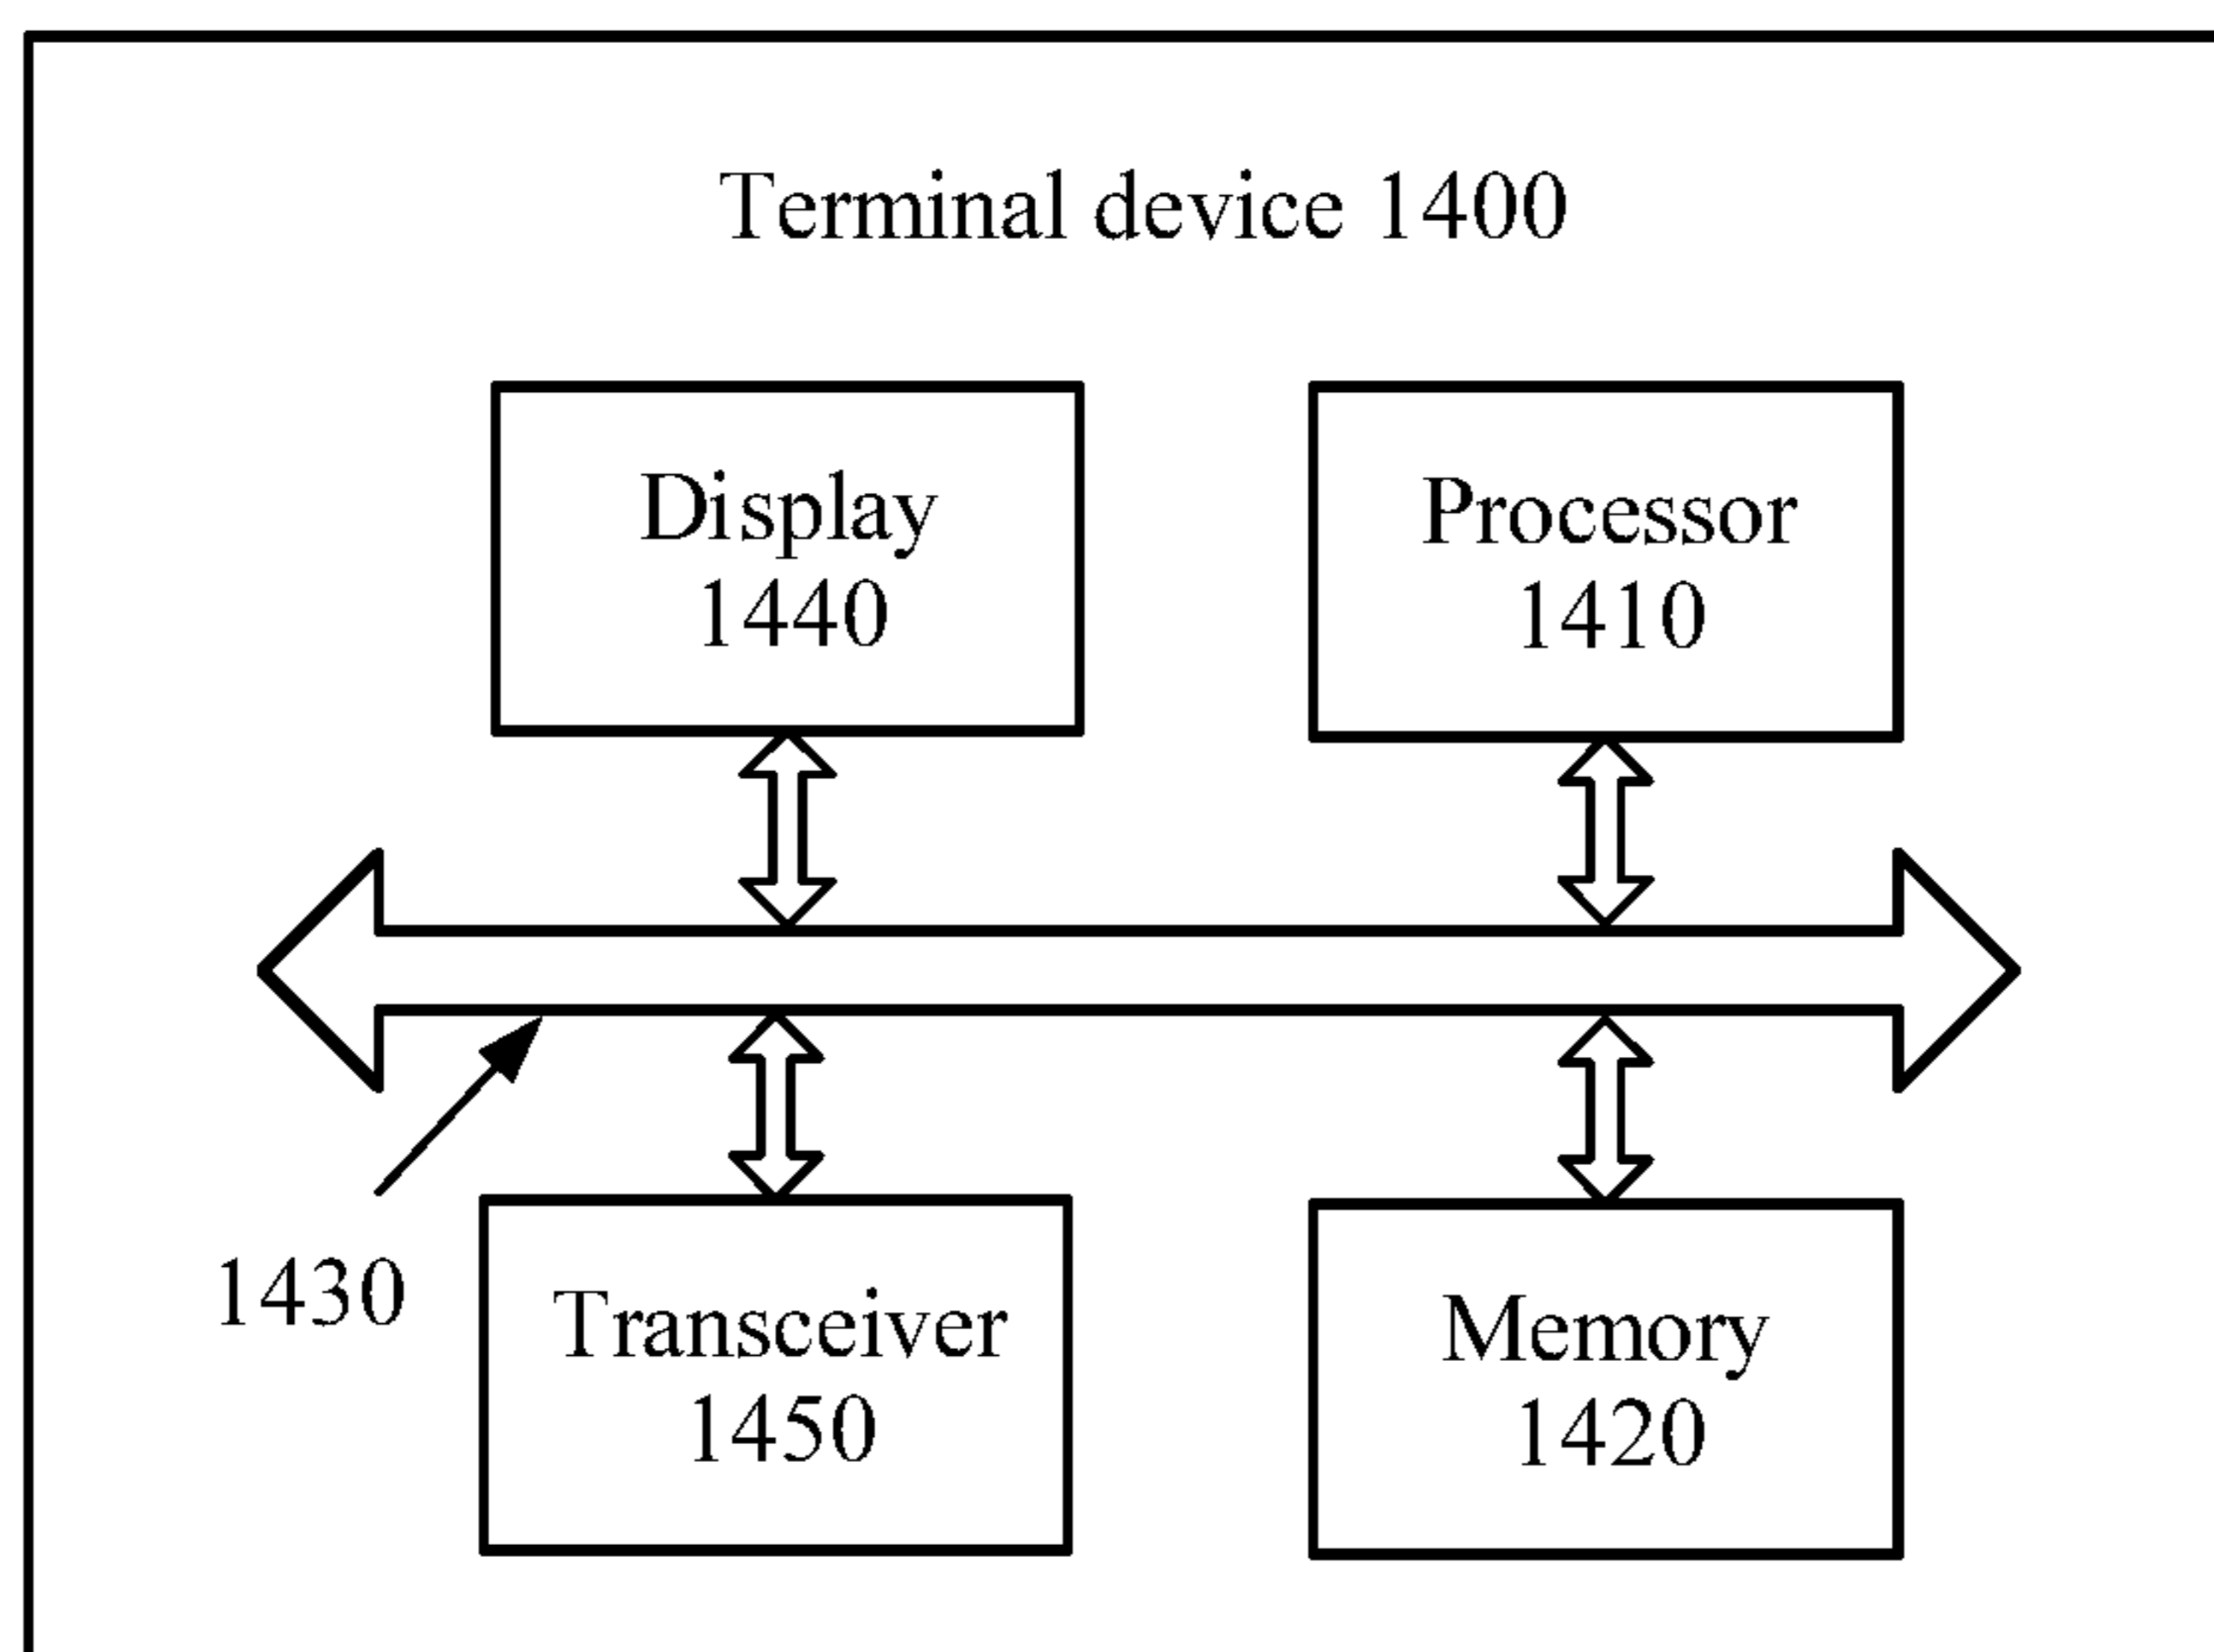 Terminal device 1400
Display
1440
Processor
1410
1430
Transceiver
1450
Memory
1420